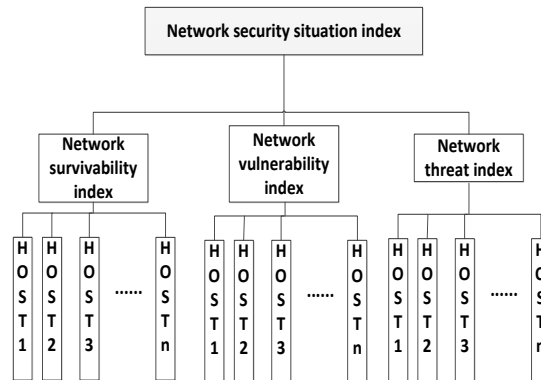 Network security situation index
Network
survivability
index
Network
vulnerability
index
Network
threat index
HOST1
HOST2
HOST3
......
HOSTn
HOST1
HOST2
HOST3
......
HOSTn
HOST1
HOST2
HOST3
......
HOSTn